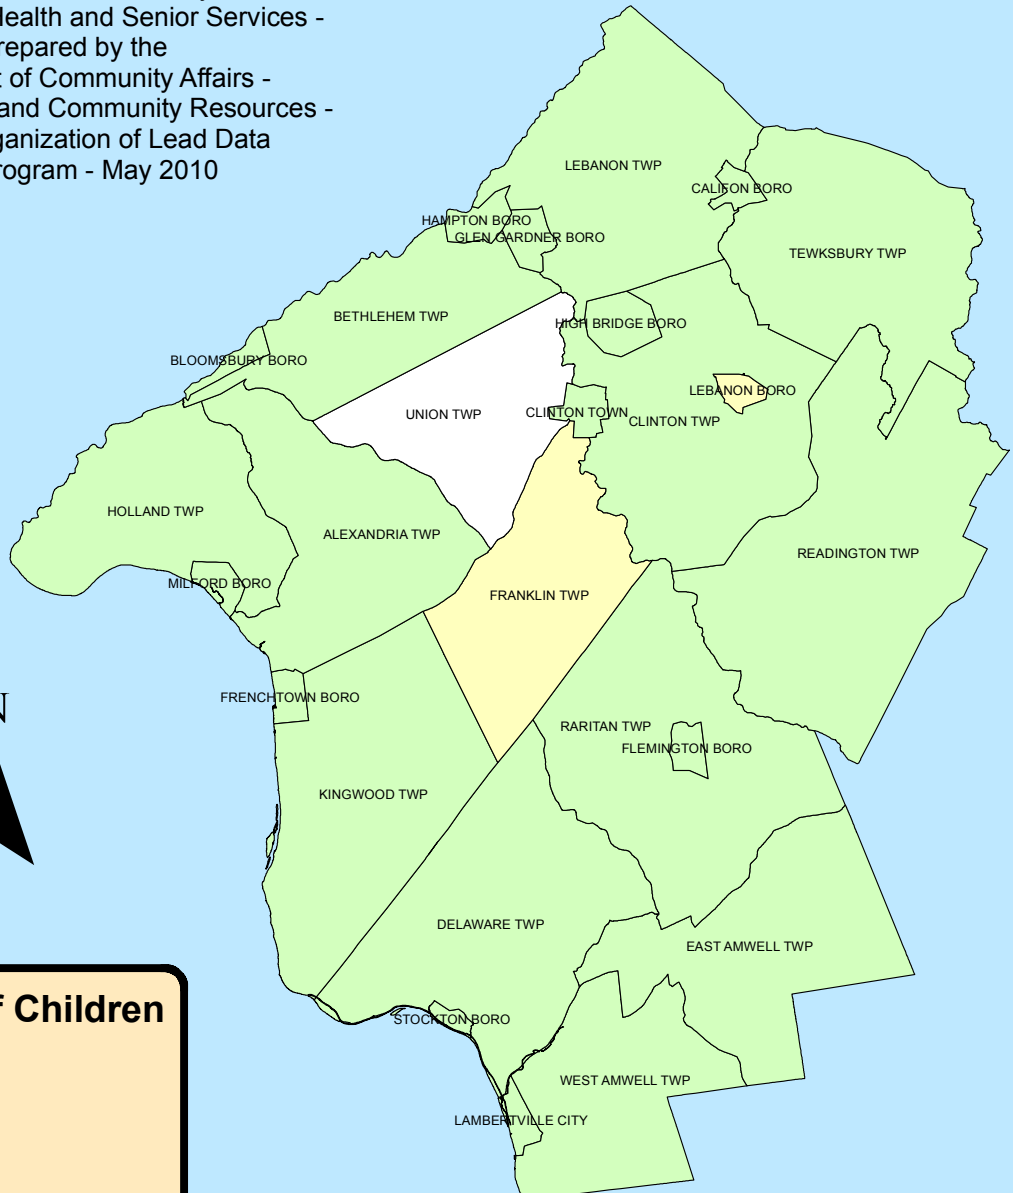 Health and Senior Services -
repared by the
t of Community Affairs -
and Community Resources -
ganization of Lead Data
rogram - May 2010
LEBANON TWP
CALIFON BORO
HAMPTON BORO
GLEN GARDNER BORO
TEWKSBURY TWP
BETHLEHEM TWP
HIGH BRIDGE BORO
BLOOMSBURY BORO
LEBANON BORO
UNION TWP
CLINTON TOWN
CLINTON TWP
HOLLAND TWP
ALEXANDRIA TWP
READINGTON TWP
MILFORD BORO
FRANKLIN TWP
FRENCHTOWN BORO
N
RARITAN TWP
FLEMINGTON BORO
KINGWOOD TWP
DELAWARE TWP
EAST AMWELL TWP
f Children
STOCKTON BORO
WEST AMWELL TWP
LAMBERTVILLE CITY